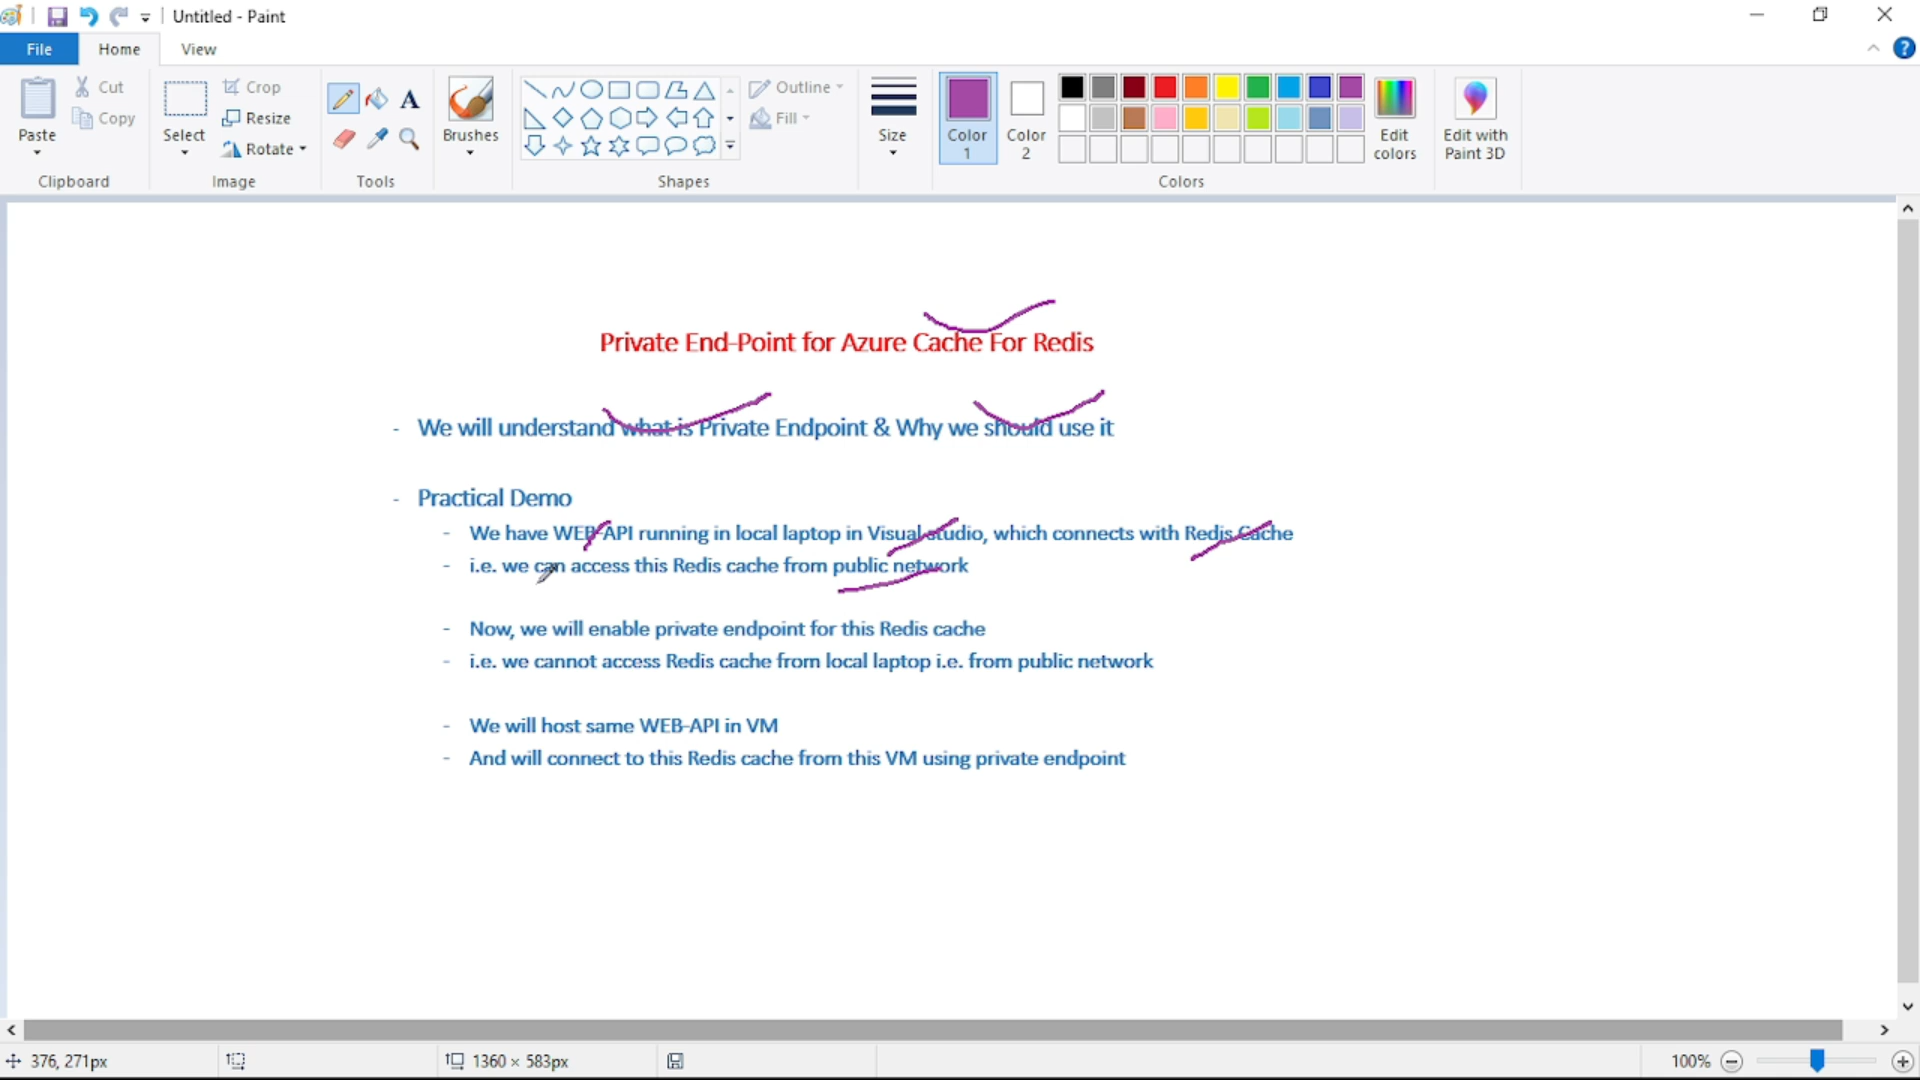 Untitled - Paint
File Home View
Paste
Cut
Copy
Clipboard
Select
Crop
Resize
Rotate
Image
A
Tools
Brushes
Shapes
Outline
Fill
Size
Color 1
Color 2
Colors
Edit colors
Edit with Paint 3D
Private End-Point for Azure Cache For Redis
- We will understand what is Private Endpoint & Why we should use it
- Practical Demo
- We have WEB-API running in local laptop in Visual studio, which connects with Redis Cache
- i.e. we can access this Redis cache from public network
- Now, we will enable private endpoint for this Redis cache
- i.e. we cannot access Redis cache from local laptop i.e. from public network
- We will host same WEB-API in VM
- And will connect to this Redis cache from this VM using private endpoint
376, 271px
1360 × 583px
100%